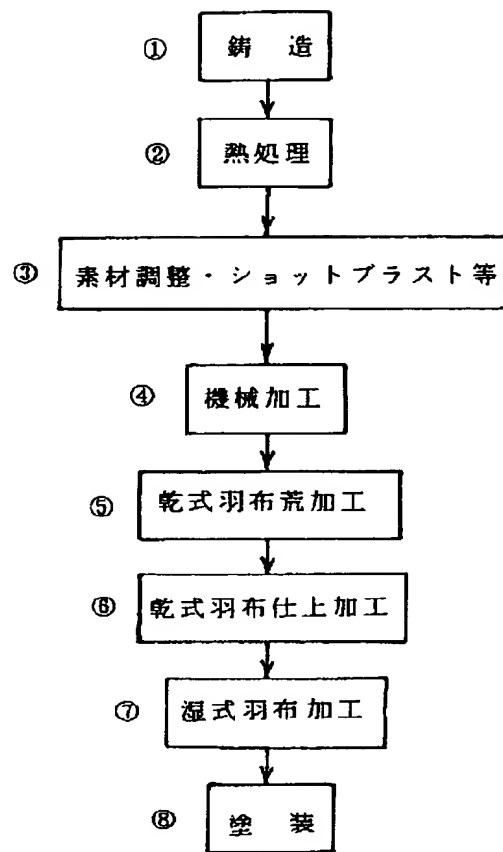 ① 鋳造
② 熱処理
③ 素材調整・ショットブラスト等
④ 機械加工
⑤ 乾式羽布荒加工
⑥ 乾式羽布仕上加工
⑦ 湿式羽布加工
⑧ 塗装